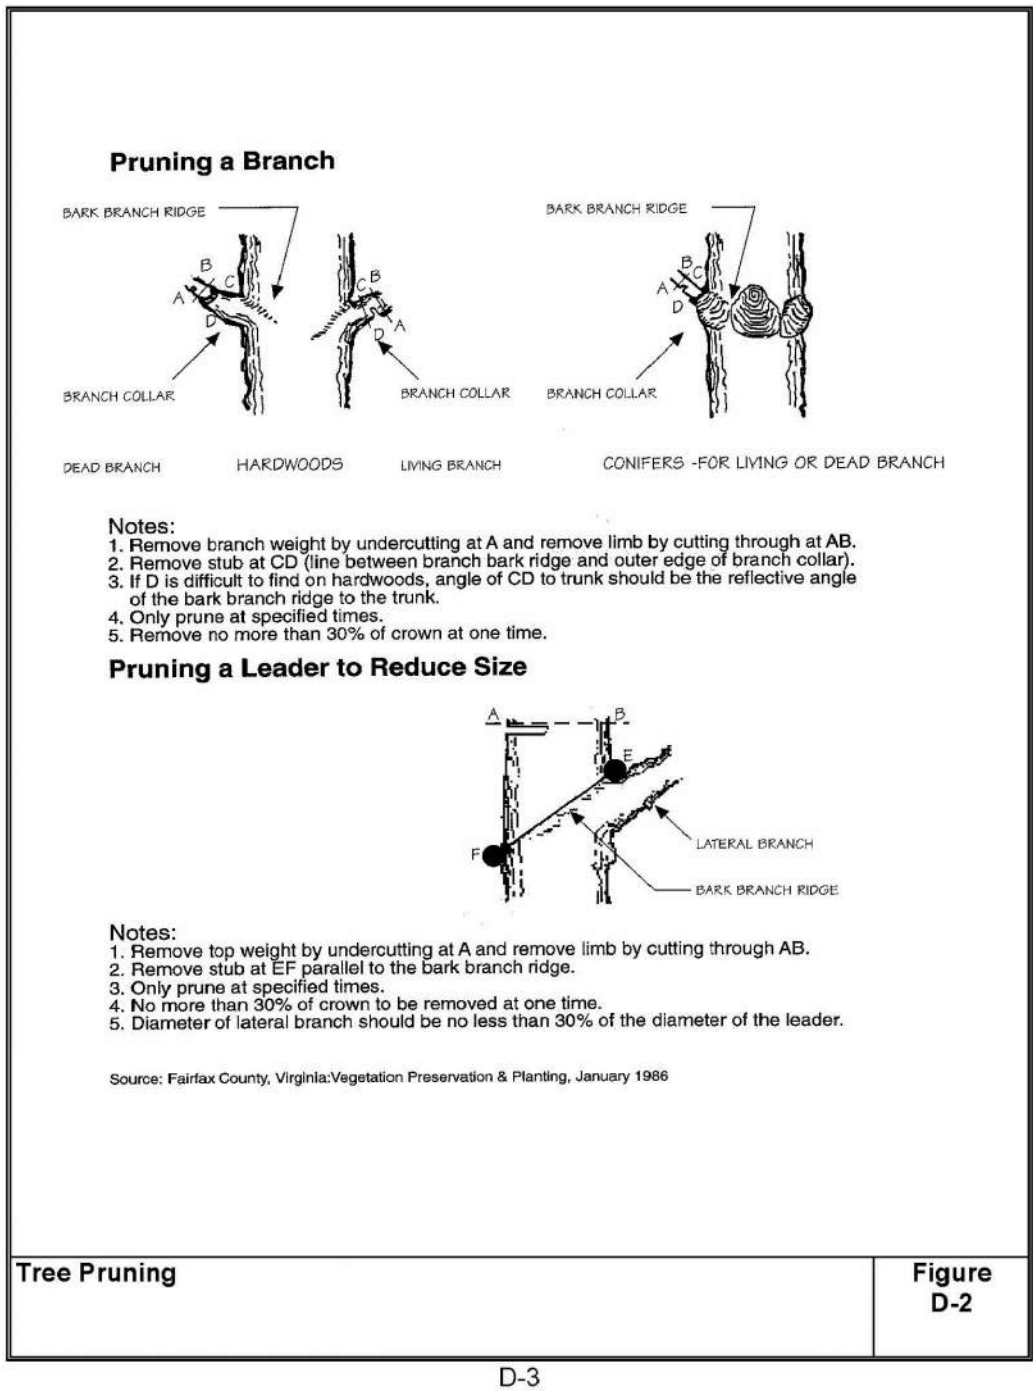 Pruning a Branch
BARK BRANCH RIDGE
BARK BRANCH RIDGE
B
A
C
D
C
B
D
A
B
C
A
D
BRANCH COLLAR
BRANCH COLLAR
BRANCH COLLAR
DEAD BRANCH
HARDWOODS
LIVING BRANCH
CONIFERS -FOR LIVING OR DEAD BRANCH
Notes:
1. Remove branch weight by undercutting at A and remove limb by cutting through at AB.
2. Remove stub at CD (line between branch bark ridge and outer edge of branch collar).
3. If D is difficult to find on hardwoods, angle of CD to trunk should be the reflective angle
of the bark branch ridge to the trunk.
4. Only prune at specified times.
5. Remove no more than 30% of crown at one time.
Pruning a Leader to Reduce Size
A
B
E
F
LATERAL BRANCH
BARK BRANCH RIDGE
Notes:
1. Remove top weight by undercutting at A and remove limb by cutting through AB.
2. Remove stub at EF parallel to the bark branch ridge.
3. Only prune at specified times.
4. No more than 30% of crown to be removed at one time.
5. Diameter of lateral branch should be no less than 30% of the diameter of the leader.
Source: Fairfax County, Virginia:Vegetation Preservation & Planting, January 1986
Tree Pruning
Figure
D-2
D-3